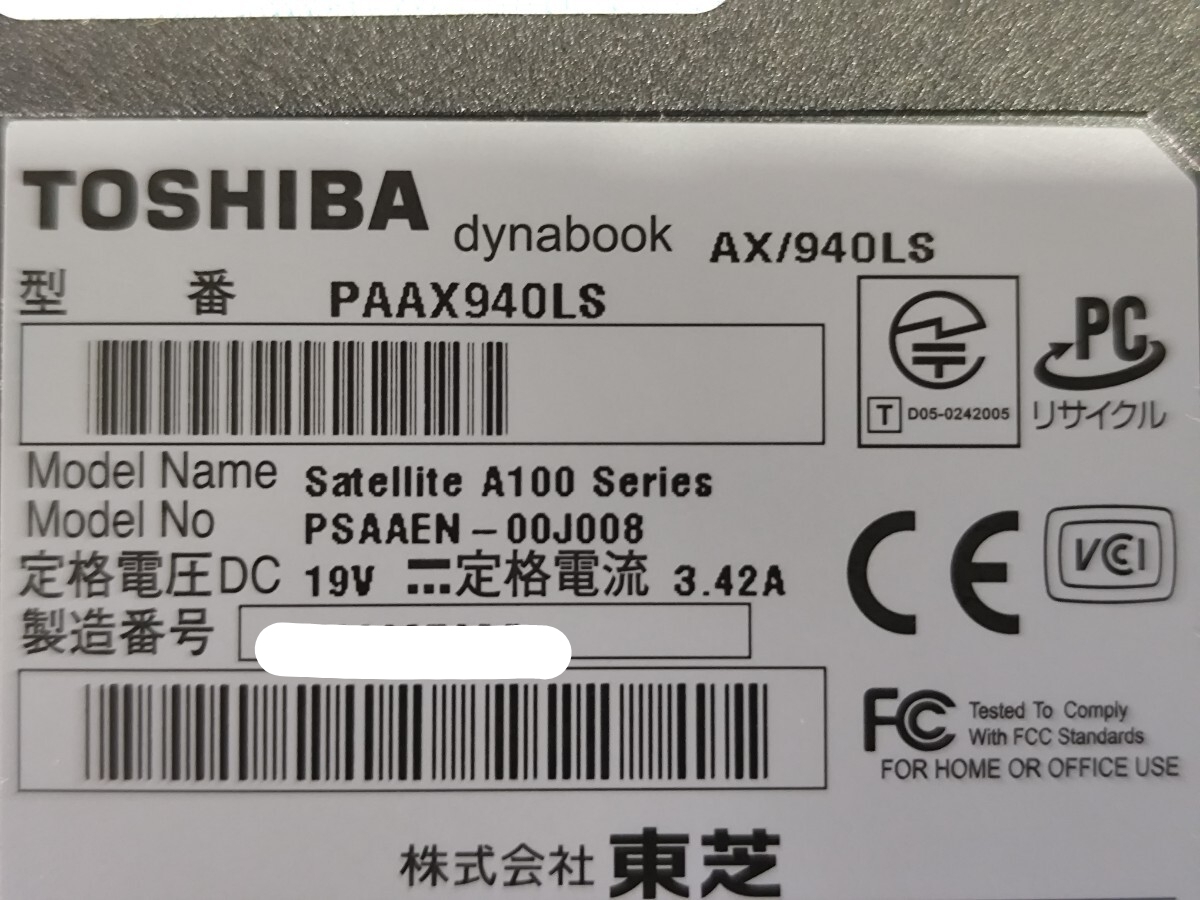 TOSHIBA dynabook AX/940LS
型 番 PAAX940LS
T D05-0242005
PC
リサイクル
Model Name Satellite A100 Series
Model No PSAAEN-00J008
定格電圧DC 19V 定格電流 3.42A
製造番号
CE
VCCI
FC Tested To Comply
With FCC Standards
FOR HOME OR OFFICE USE
株式会社 東芝